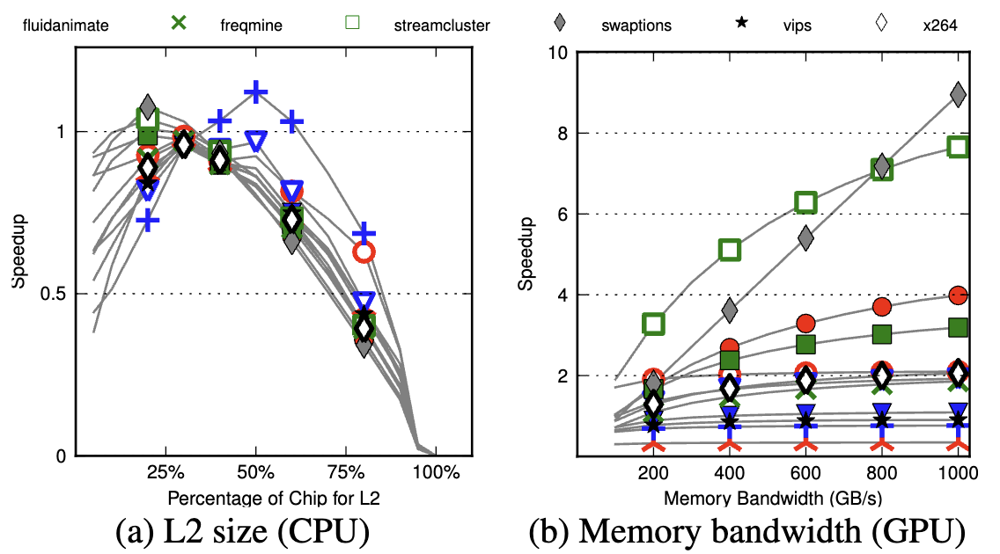 fluidanimate freqmine streamcluster swaptions vips x264
Speedup
1
0.5
0
25% 50% 75% 100%
Percentage of Chip for L2
(a) L2 size (CPU)
Speedup
10
8
6
4
2
200 400 600 800 1000
Memory Bandwidth (GB/s)
(b) Memory bandwidth (GPU)